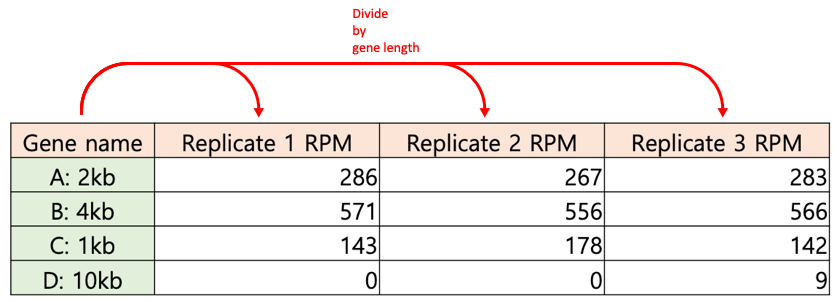 Divide
by
gene length
Gene name Replicate 1 RPM Replicate 2 RPM Replicate 3 RPM
A: 2kb 286 267 283
B: 4kb 571 556 566
C: 1kb 143 178 142
D: 10kb 0 0 9